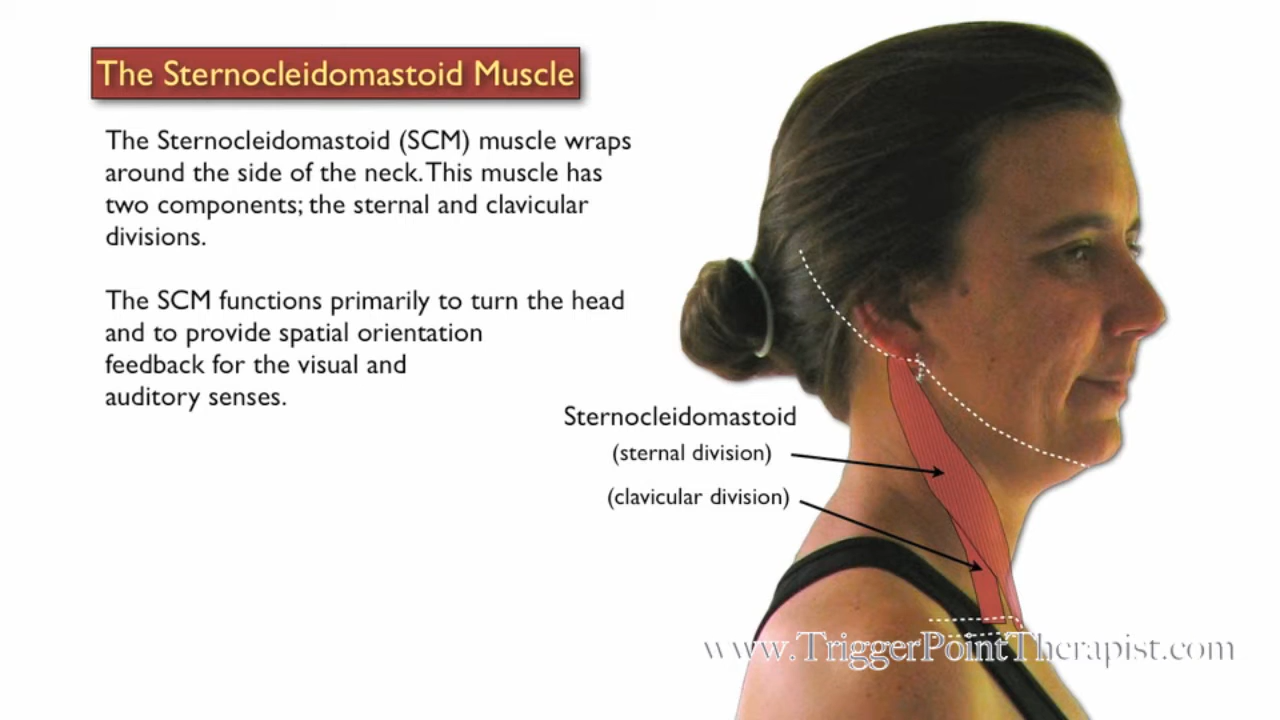 The Sternocleidomastoid Muscle
The Sternocleidomastoid (SCM) muscle wraps
around the side of the neck. This muscle has
two components; the sternal and clavicular
divisions.
The SCM functions primarily to turn the head
and to provide spatial orientation
feedback for the visual and
auditory senses.
Sternocleidomastoid
(sternal division)
(clavicular division)
www.TriggerPointTherapist.com